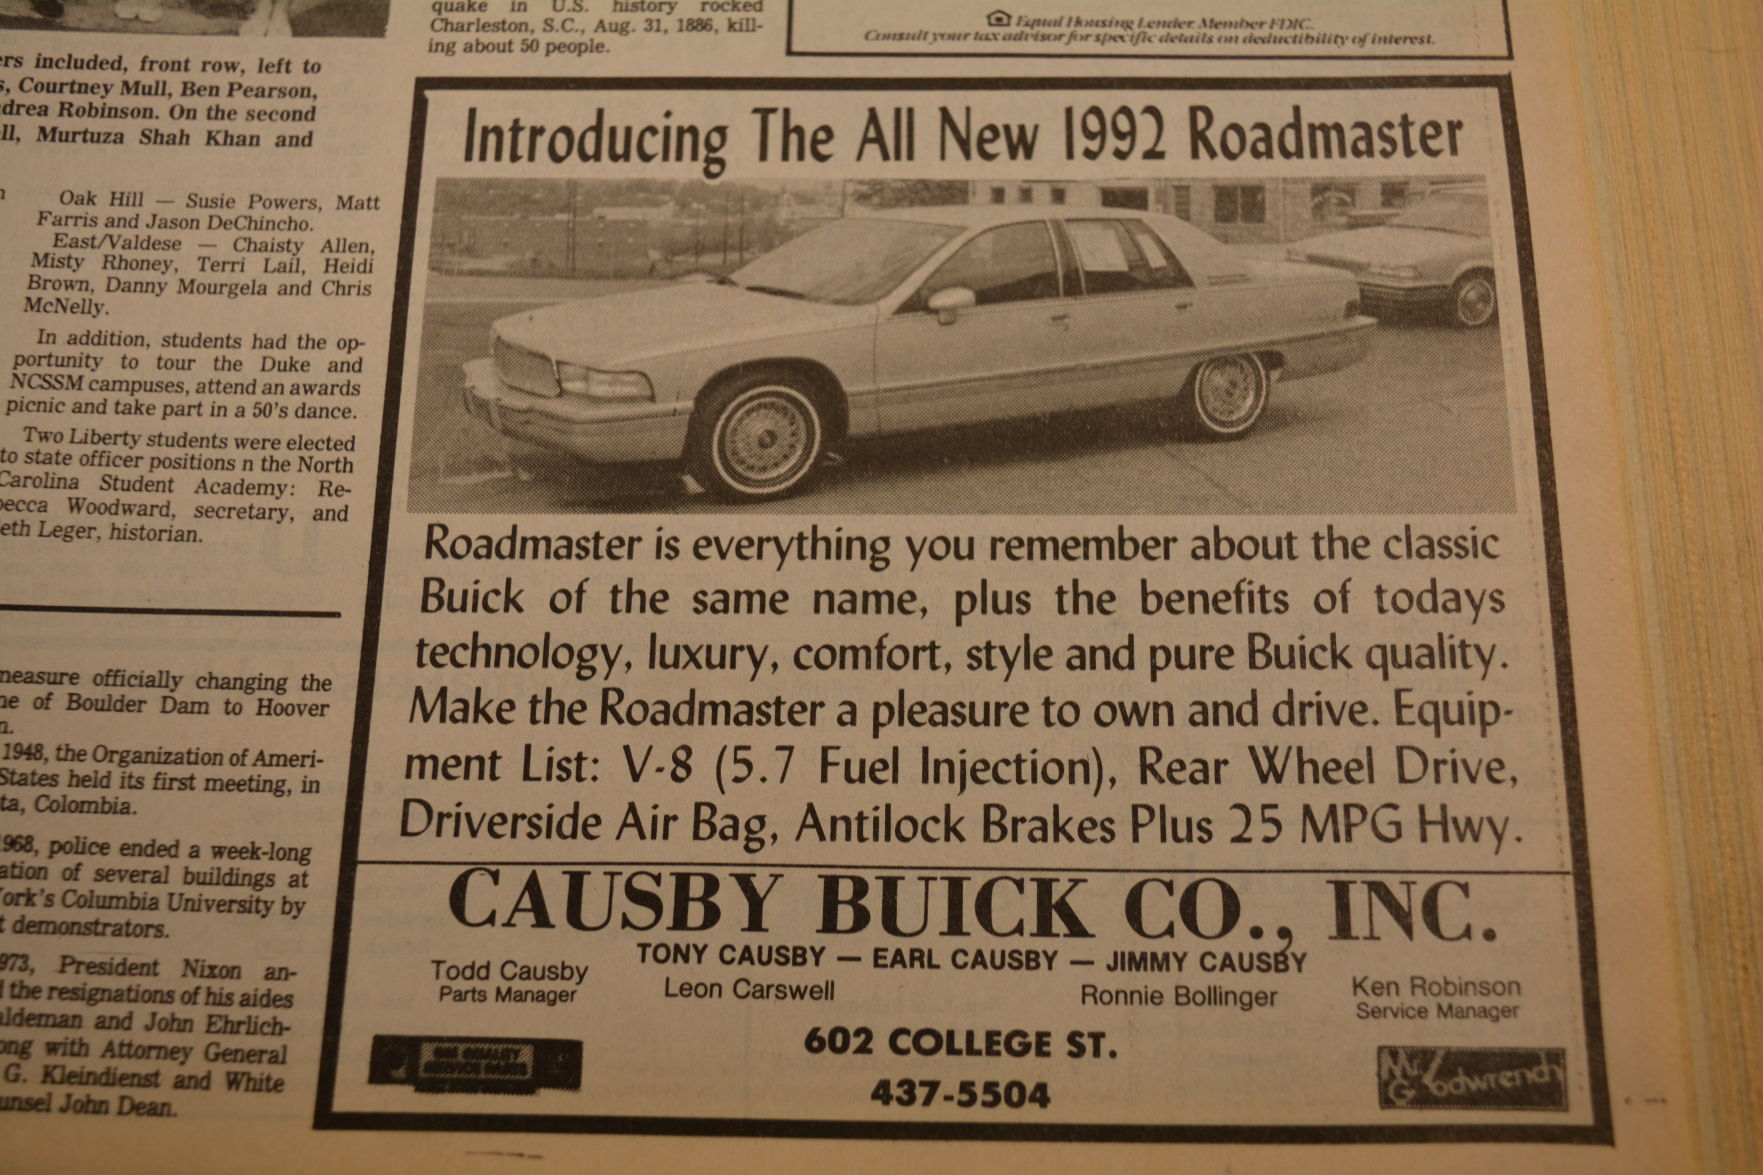 quake in U.S. history rocked
Charleston, S.C., Aug. 31, 1886, kill-
ing about 50 people.
Equal Housing Lender Member FDIC.
Consult your tax advisor for specific details on deductibility of interest.
included, front row, left to
Courtney Mull, Ben Pearson,
Robinson. On the second
Murtuza Shah Khan and
Oak Hill — Susie Powers, Matt
Farris and Jason DeChincho.
East/Valdese — Chaisty Allen,
Misty Rhoney, Terri Lail, Heidi
Brown, Danny Mourgela and Chris
McNelly.
In addition, students had the op-
portunity to tour the Duke and
NCSSM campuses, attend an awards
picnic and take part in a 50's dance.
Two Liberty students were elected
to state officer positions n the North
Carolina Student Academy: Re-
becca Woodward, secretary, and
eth Leger, historian.
measure officially changing the
of Boulder Dam to Hoover
1948, the Organization of Ameri-
States held its first meeting, in
Colombia.
1968, police ended a week-long
ation of several buildings at
York's Columbia University by
demonstrators.
973, President Nixon an-
the resignations of his aides
aldeman and John Ehrlich-
ong with Attorney General
G. Kleindienst and White
unsel John Dean.
Introducing The All New 1992 Roadmaster
Roadmaster is everything you remember about the classic
Buick of the same name, plus the benefits of todays
technology, luxury, comfort, style and pure Buick quality.
Make the Roadmaster a pleasure to own and drive. Equip-
ment List: V-8 (5.7 Fuel Injection), Rear Wheel Drive,
Driverside Air Bag, Antilock Brakes Plus 25 MPG Hwy.
CAUSBY BUICK CO., INC.
TONY CAUSBY — EARL CAUSBY — JIMMY CAUSBY
Todd Causby
Parts Manager
Leon Carswell
Ronnie Bollinger
Ken Robinson
Service Manager
602 COLLEGE ST.
437-5504
Mr. Goodwrench